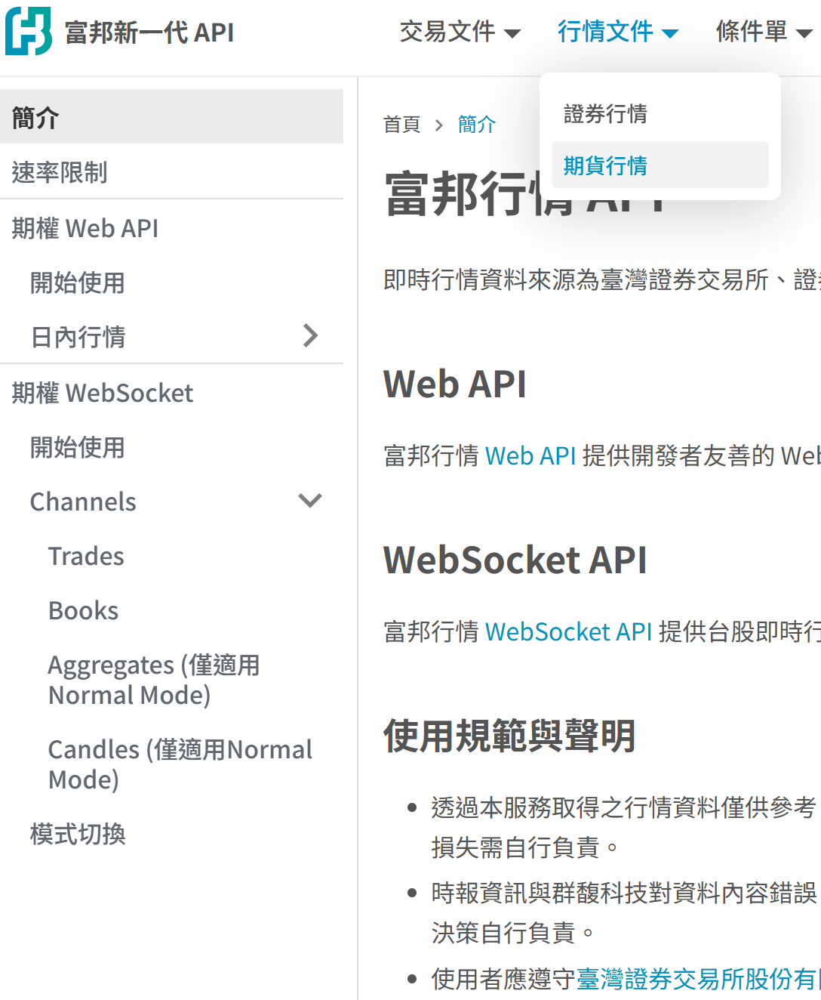 富邦新一代 API
交易文件
行情文件
條件單
證券行情
期貨行情
簡介
速率限制
期權 Web API
開始使用
日內行情
期權 WebSocket
開始使用
Channels
Trades
Books
Aggregates (僅適用
Normal Mode)
Candles (僅適用Normal
Mode)
模式切換
首頁 > 簡介
富邦行情 API
即時行情資料來源為臺灣證券交易所、證
Web API
富邦行情 Web API 提供開發者友善的 Web
WebSocket API
富邦行情 WebSocket API 提供台股即時行
使用規範與聲明
透過本服務取得之行情資料僅供參考
損失需自行負責。
時報資訊與群馥科技對資料內容錯誤
決策自行負責。
使用者應遵守臺灣證券交易所股份有